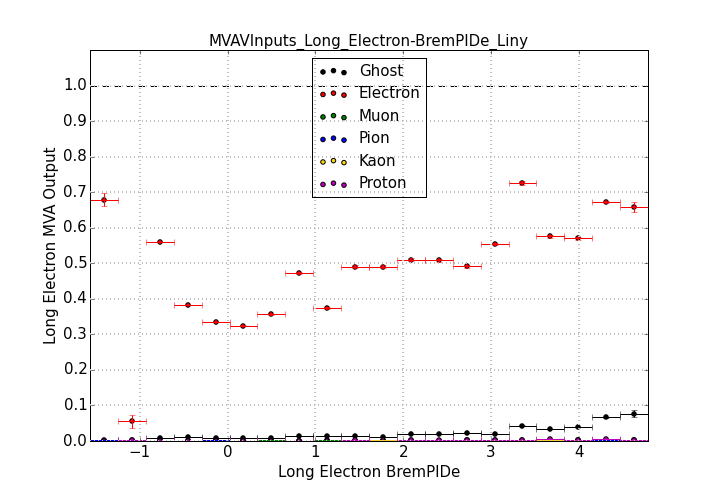 MVAVInputs_Long_Electron-BremPIDe_Liny
Ghost
Electron
Muon
Pion
Kaon
Proton
Long Electron MVA Output
1.0
0.9
0.8
0.7
0.6
0.5
0.4
0.3
0.2
0.1
0.0
−1 0 1 2 3 4
Long Electron BremPIDe